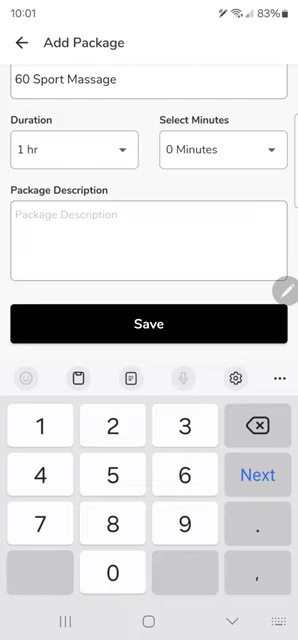 10:01
83%
Add Package
60 Sport Massage
Duration
Select Minutes
1 hr
0 Minutes
Package Description
Package Description
Save
1 2 3
4 5 6 Next
7 8 9 .
0 ,